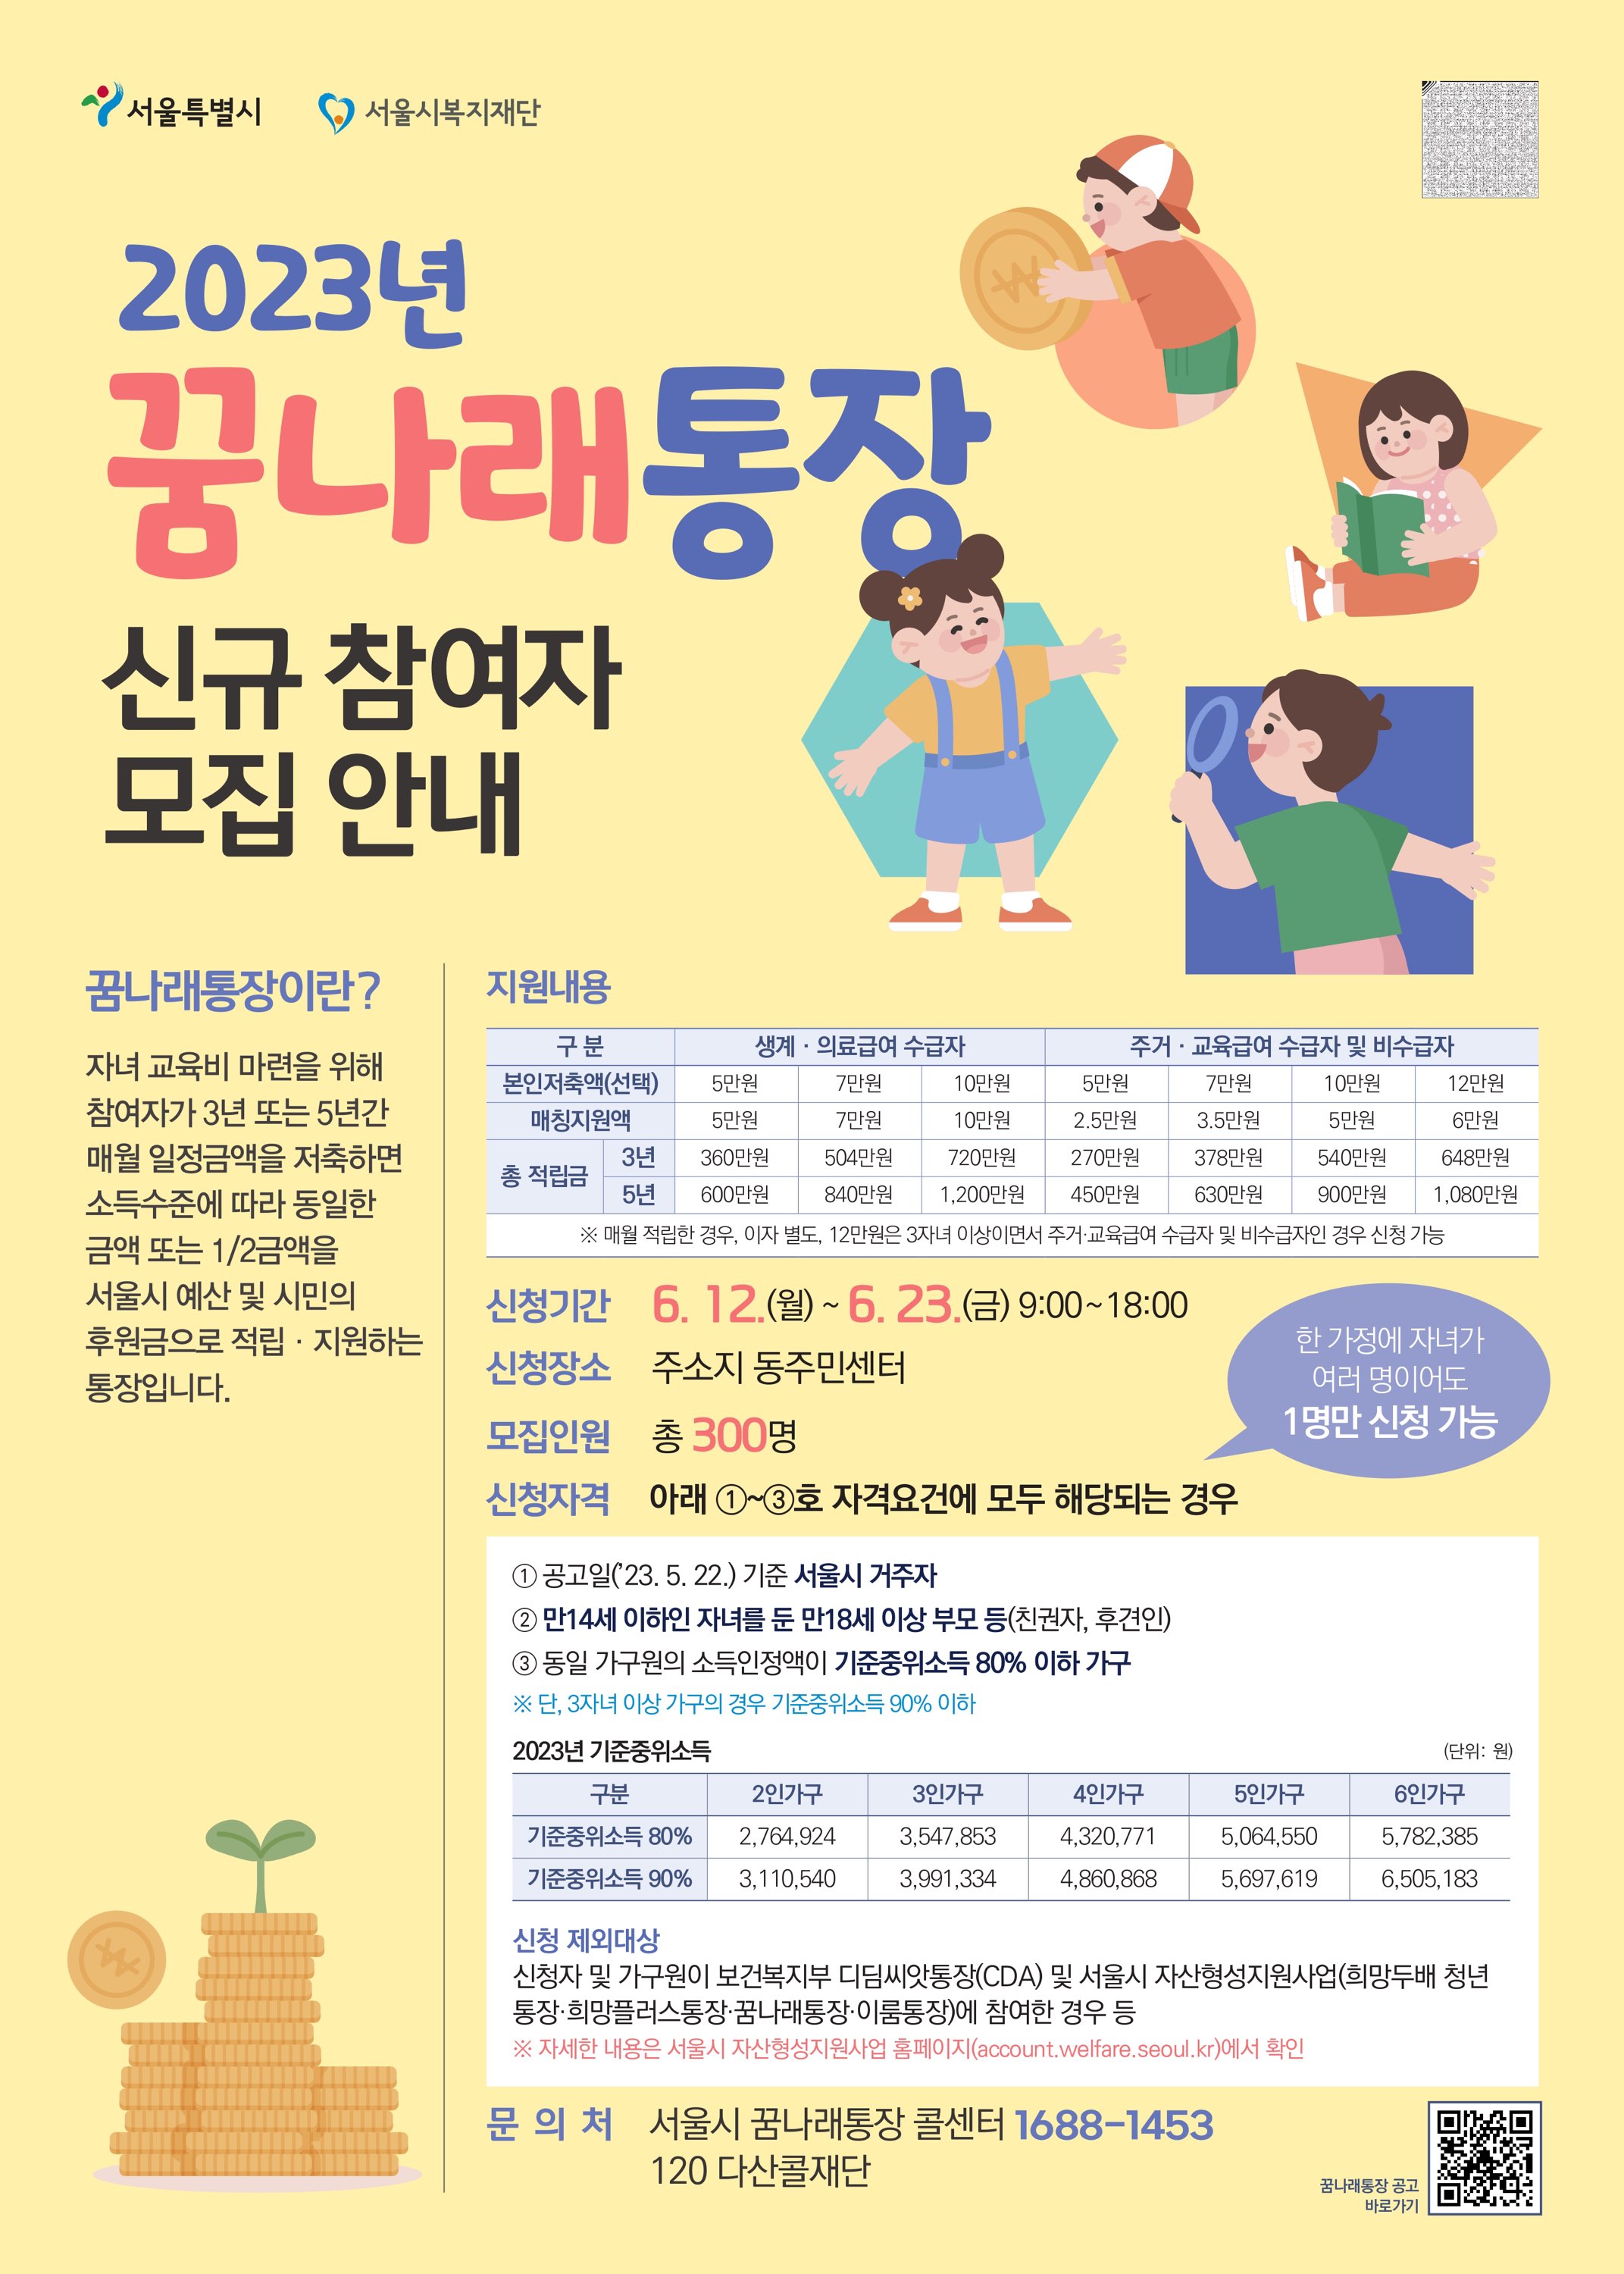 서울특별시
서울시복지재단
2023년
꿈나래통장
신규 참여자
모집 안내
꿈나래통장이란?
자녀 교육비 마련을 위해
참여자가 3년 또는 5년간
매월 일정금액을 저축하면
소득수준에 따라 동일한
금액 또는 1/2금액을
서울시 예산 및 시민의
후원금으로 적립 · 지원하는
통장입니다.
지원내용
구 분 생계 · 의료급여 수급자 주거 · 교육급여 수급자 및 비수급자
본인저축액(선택) 5만원 7만원 10만원 5만원 7만원 10만원 12만원
매칭지원액 5만원 7만원 10만원 2.5만원 3.5만원 5만원 6만원
총 적립금 3년 360만원 504만원 720만원 270만원 378만원 540만원 648만원
5년 600만원 840만원 1,200만원 450만원 630만원 900만원 1,080만원
※ 매월 적립한 경우, 이자 별도, 12만원은 3자녀 이상이면서 주거·교육급여 수급자 및 비수급자인 경우 신청 가능
신청기간 6. 12.(월) ~ 6. 23.(금) 9:00~18:00
신청장소 주소지 동주민센터
모집인원 총 300명
한 가정에 자녀가
여러 명이어도
1명만 신청 가능
신청자격 아래 ①~③호 자격요건에 모두 해당되는 경우
① 공고일('23. 5. 22.) 기준 서울시 거주자
② 만14세 이하인 자녀를 둔 만18세 이상 부모 등(친권자, 후견인)
③ 동일 가구원의 소득인정액이 기준중위소득 80% 이하 가구
※ 단, 3자녀 이상 가구의 경우 기준중위소득 90% 이하
2023년 기준중위소득 (단위: 원)
구분 2인가구 3인가구 4인가구 5인가구 6인가구
기준중위소득 80% 2,764,924 3,547,853 4,320,771 5,064,550 5,782,385
기준중위소득 90% 3,110,540 3,991,334 4,860,868 5,697,619 6,505,183
신청 제외대상
신청자 및 가구원이 보건복지부 디딤씨앗통장(CDA) 및 서울시 자산형성지원사업(희망두배 청년
통장·희망플러스통장·꿈나래통장·이룸통장)에 참여한 경우 등
※ 자세한 내용은 서울시 자산형성지원사업 홈페이지(account.welfare.seoul.kr)에서 확인
문 의 처 서울시 꿈나래통장 콜센터 1688-1453
120 다산콜재단
꿈나래통장 공고
바로가기